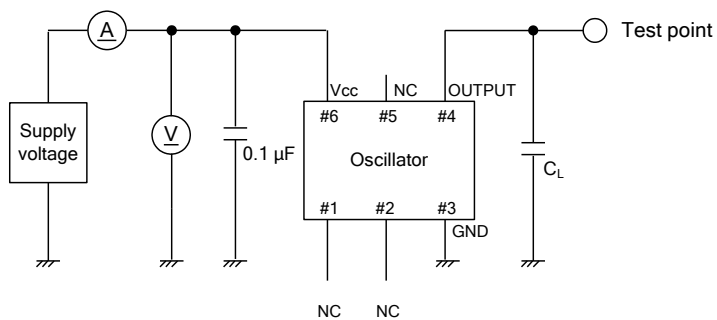 A
Test point
Vcc
NC
OUTPUT
#6
#5
#4
Supply
voltage
V
0.1 µF
Oscillator
CL
#1
#2
#3
GND
NC
NC